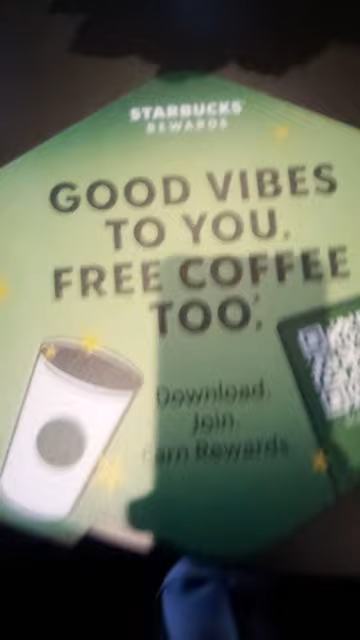 STARBUCKS
REWARDS
GOOD VIBES
TO YOU.
FREE COFFEE
TOO.
Download.
Join.
Earn Rewards